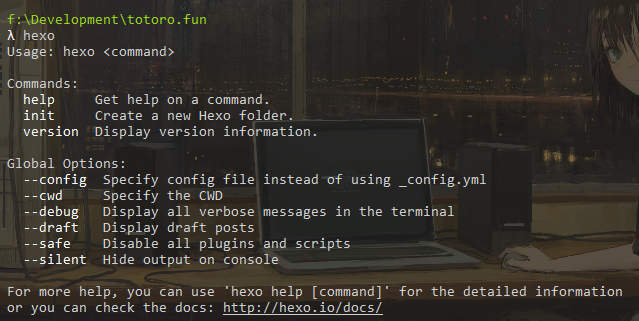 f:\Development\totoro.fun
λ hexo
Usage: hexo <command>
Commands:
help Get help on a command.
init Create a new Hexo folder.
version Display version information.
Global Options:
--config Specify config file instead of using _config.yml
--cwd Specify the CWD
--debug Display all verbose messages in the terminal
--draft Display draft posts
--safe Disable all plugins and scripts
--silent Hide output on console
For more help, you can use 'hexo help [command]' for the detailed information
or you can check the docs: http://hexo.io/docs/